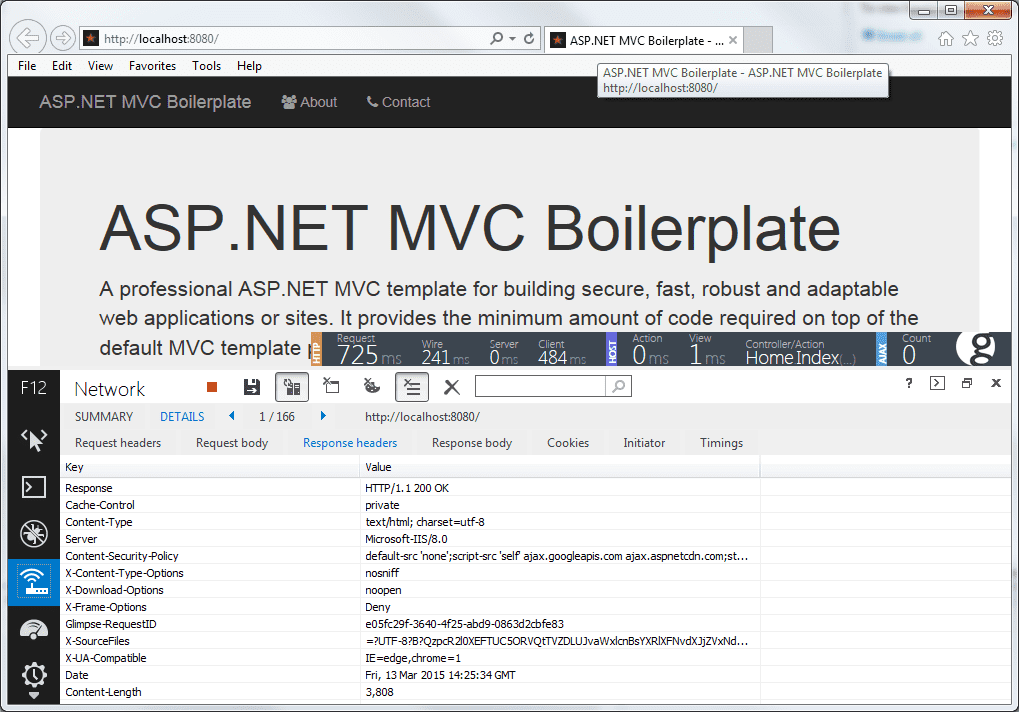 http://localhost:8080/
ASP.NET MVC Boilerplate - ...
File Edit View Favorites Tools Help
ASP.NET MVC Boilerplate - ASP.NET MVC Boilerplate
http://localhost:8080/
ASP.NET MVC Boilerplate About Contact
ASP.NET MVC Boilerplate
A professional ASP.NET MVC template for building secure, fast, robust and adaptable
web applications or sites. It provides the minimum amount of code required on top of the
default MVC template
HTTP Request 725 ms Wire 241 ms Server 0 ms Client 484 ms HOST Action 0 ms View 1 ms Controller/Action HomeIndex(...) AJAX Count 0 g
F12 Network ?
SUMMARY DETAILS 1 / 166 http://localhost:8080/
Request headers Request body Response headers Response body Cookies Initiator Timings
Key Value
Response HTTP/1.1 200 OK
Cache-Control private
Content-Type text/html; charset=utf-8
Server Microsoft-IIS/8.0
Content-Security-Policy default-src 'none';script-src 'self' ajax.googleapis.com ajax.aspnetcdn.com;st...
X-Content-Type-Options nosniff
X-Download-Options noopen
X-Frame-Options Deny
Glimpse-RequestID e05fc29f-3640-4f25-abd9-0863d2cbfe83
X-SourceFiles =?UTF-8?B?QzpcR2l0XEFTUC5ORVQtTVZDLUJvaWxlcnBsYXRlXFNvdXJjZVxNd...
X-UA-Compatible IE=edge,chrome=1
Date Fri, 13 Mar 2015 14:25:34 GMT
Content-Length 3,808